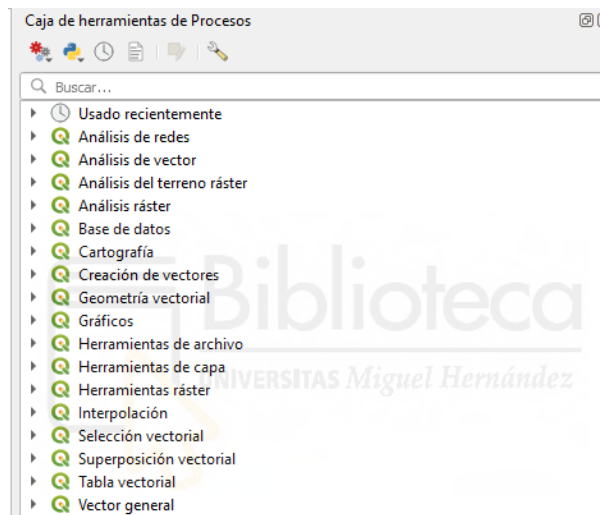 Caja de herramientas de Procesos
Buscar...
Usado recientemente
Análisis de redes
Análisis de vector
Análisis del terreno ráster
Análisis ráster
Base de datos
Cartografía
Creación de vectores
Geometría vectorial
Gráficos
Herramientas de archivo
Herramientas de capa
Herramientas ráster
Interpolación
Selección vectorial
Superposición vectorial
Tabla vectorial
Vector general
Biblioteca
UNIVERSITAS Miguel Hernández